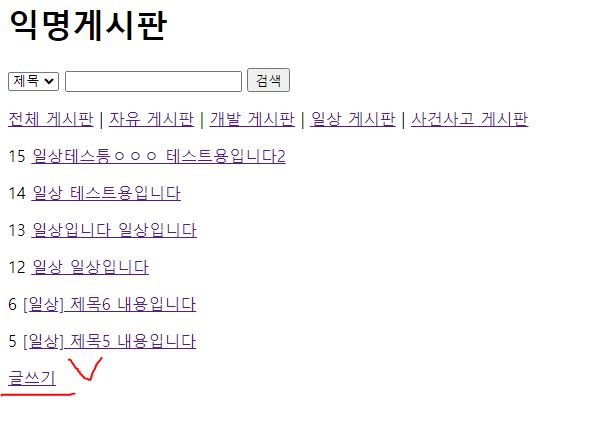 익명게시판
제목 검색
전체 게시판 | 자유 게시판 | 개발 게시판 | 일상 게시판 | 사건사고 게시판
15 일상테스틍ㅇㅇㅇ 테스트용입니다2
14 일상 테스트용입니다
13 일상입니다 일상입니다
12 일상 일상입니다
6 [일상] 제목6 내용입니다
5 [일상] 제목5 내용입니다
글쓰기